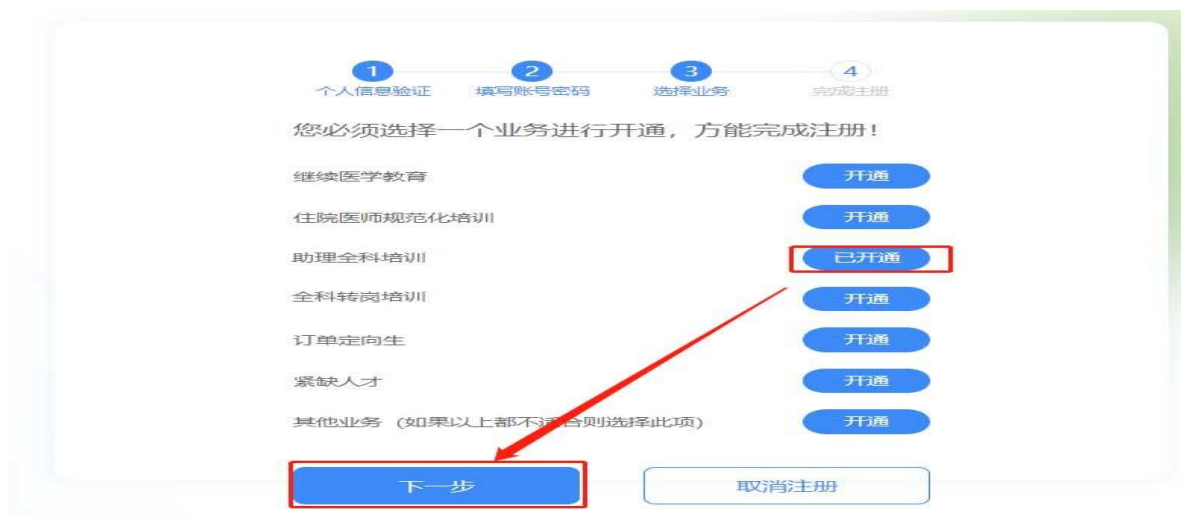 1 2 3 4
个人信息验证 填写账号密码 选择业务 完成注册
您必须选择一个业务进行开通，方能完成注册！
继续医学教育 开通
住院医师规范化培训 开通
助理全科培训 已开通
全科转岗培训 开通
订单定向生 开通
紧缺人才 开通
其他业务（如果以上都不适合则选择此项） 开通
下一步 取消注册